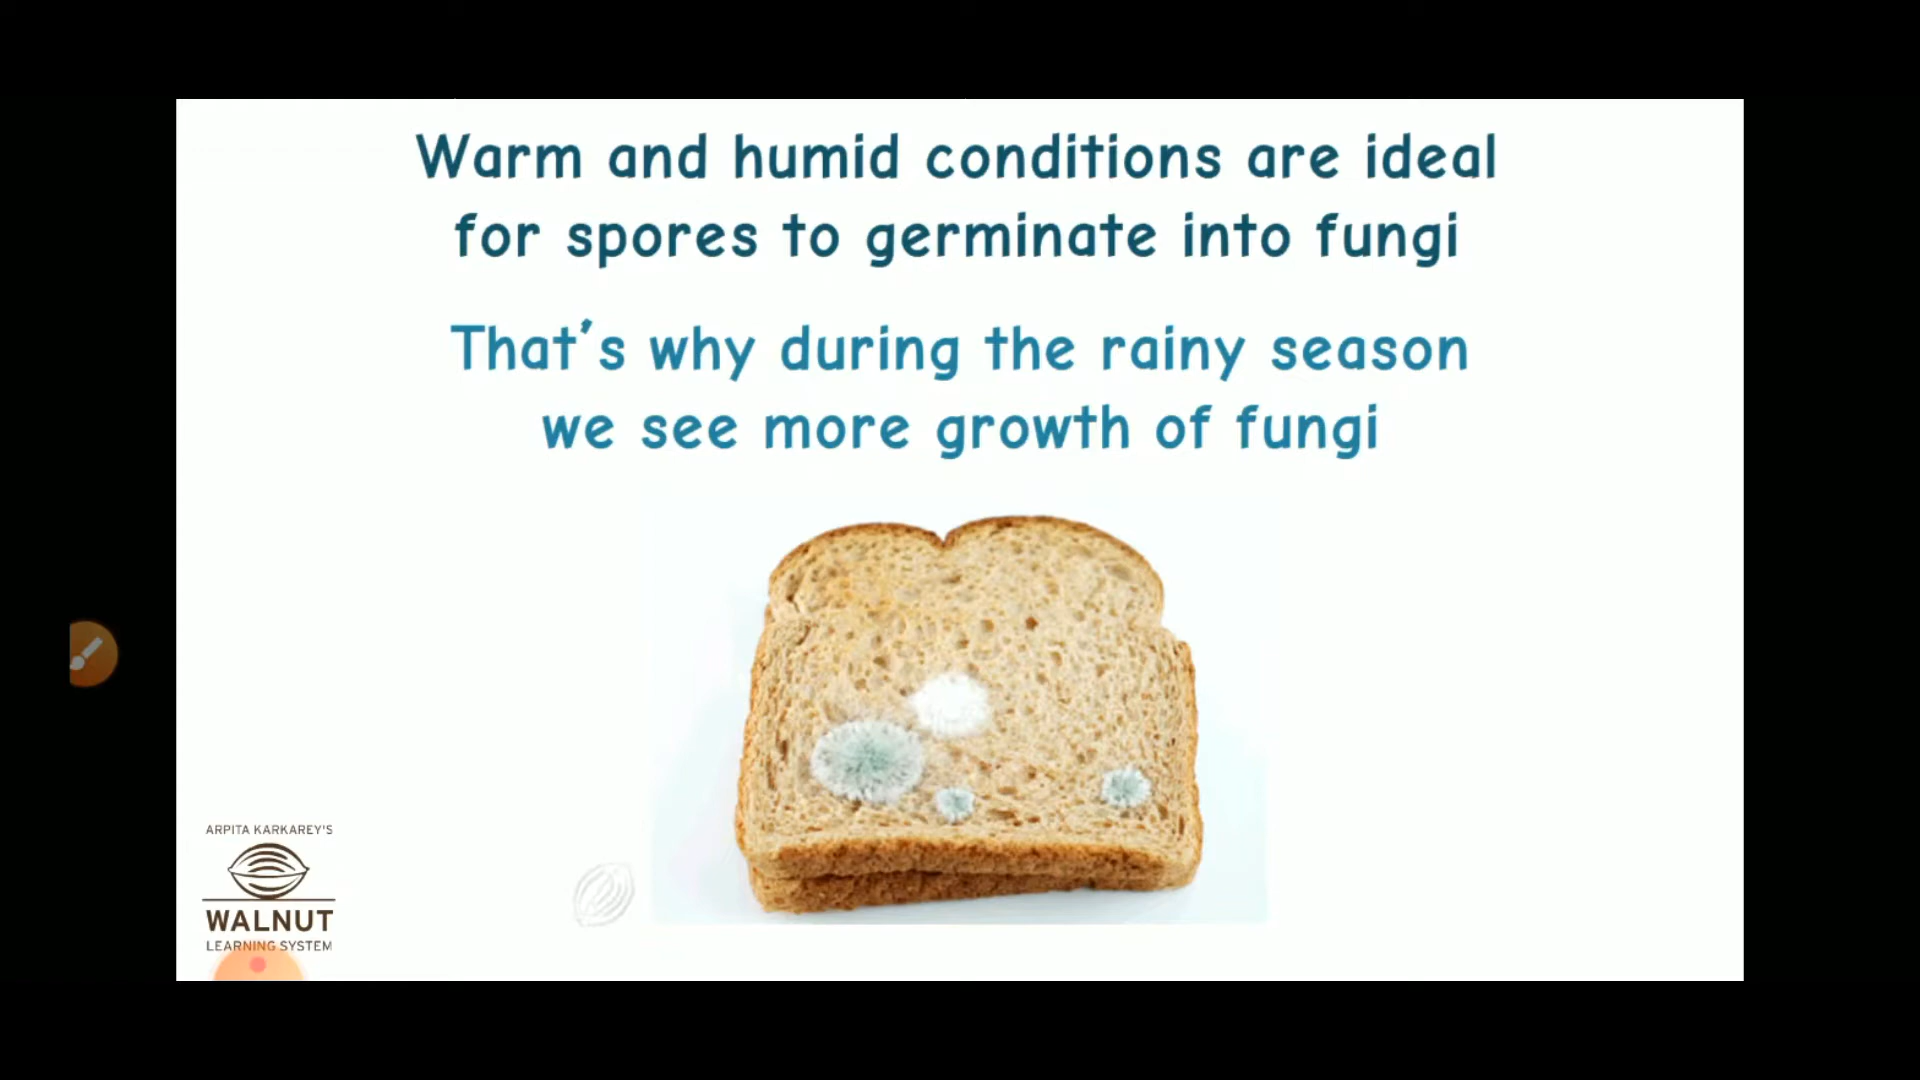 Warm and humid conditions are ideal
for spores to germinate into fungi
That's why during the rainy season
we see more growth of fungi
ARPITA KARKAREY'S
WALNUT
LEARNING SYSTEM